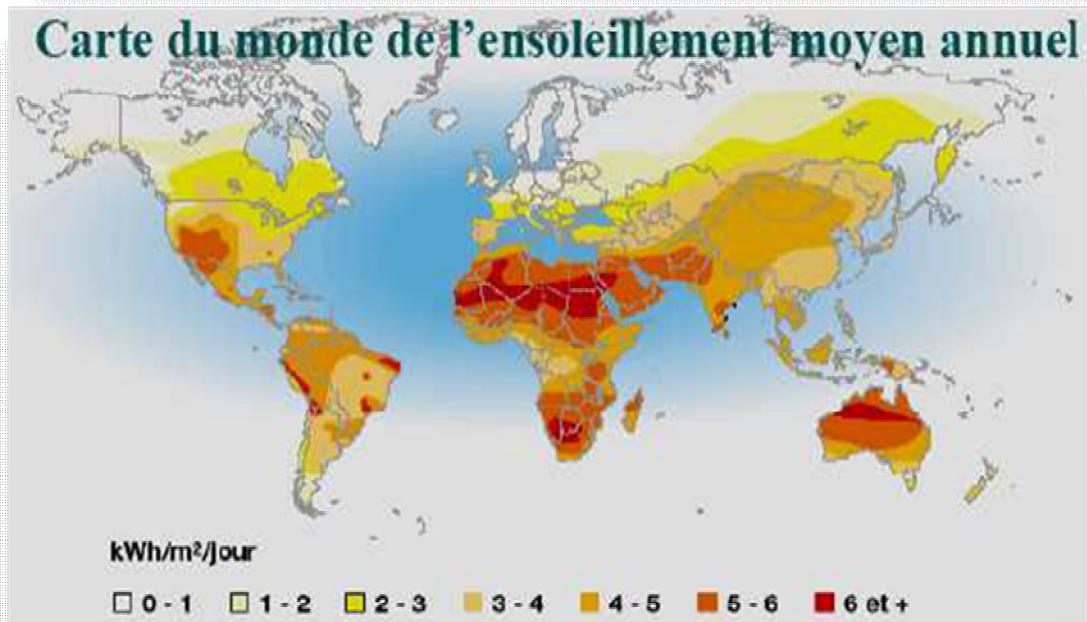 Carte du monde de l'ensoleillement moyen annuel
kWh/m²/jour
0 - 1 1 - 2 2 - 3 3 - 4 4 - 5 5 - 6 6 et +